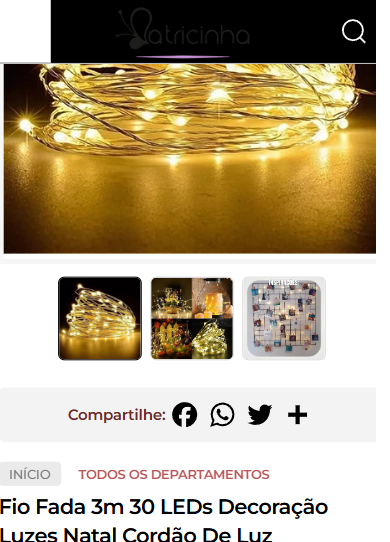 Patricinha
Compartilhe:
INÍCIO
TODOS OS DEPARTAMENTOS
Fio Fada 3m 30 LEDs Decoração
Luzes Natal Cordão De Luz